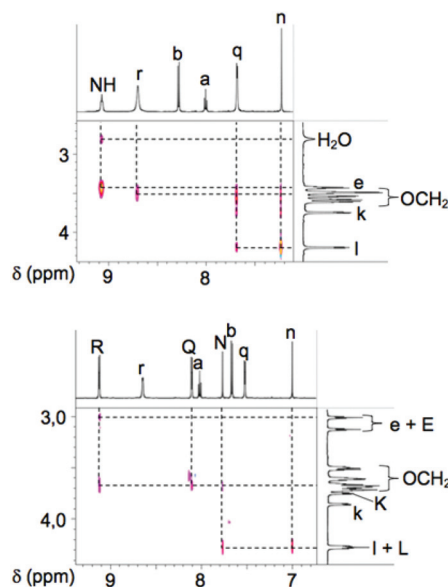 NH r b a q n
3
4
H₂O
e
OCH₂
k
l
δ (ppm) 9 8
R r Q a N b q n
3,0
4,0
e + E
OCH₂
K
k
l + L
δ (ppm) 9 8 7